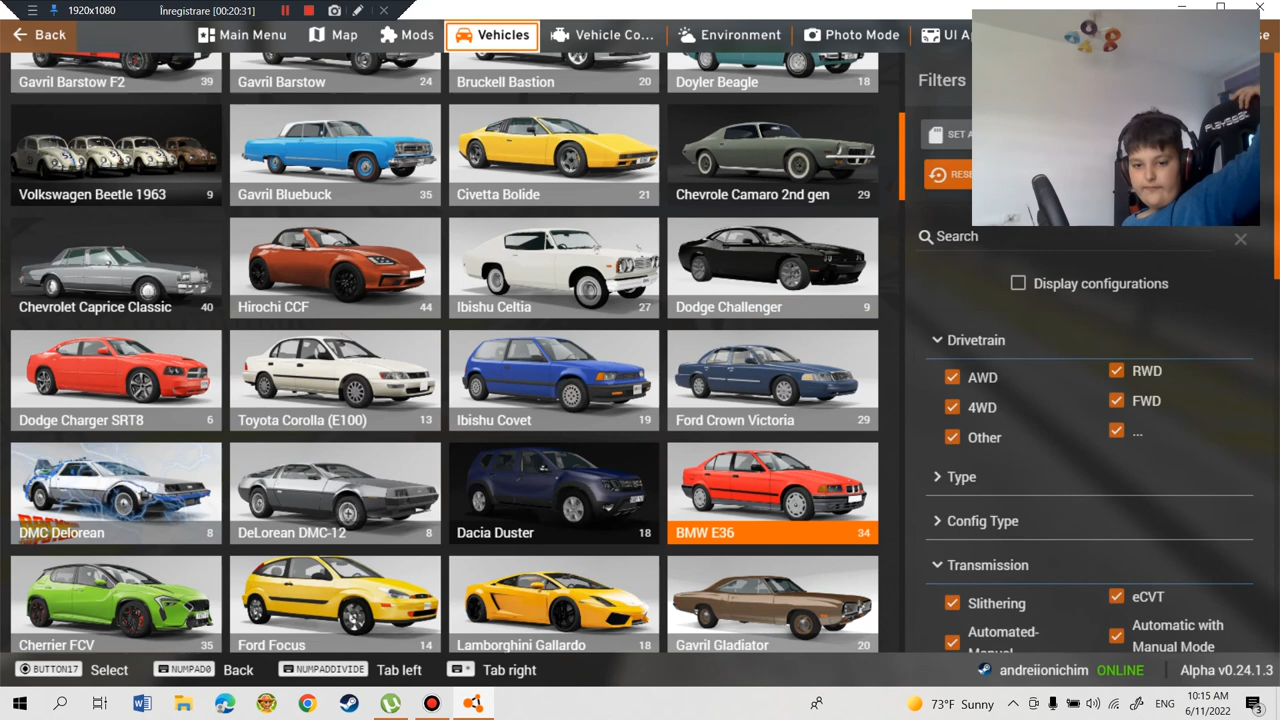 1920x1080 Înregistrare [00:20:31]
Back Main Menu Map Mods Vehicles Vehicle Co... Environment Photo Mode UI Ap
Gavril Barstow F2 39 Gavril Barstow 24 Bruckell Bastion 20 Doyler Beagle 18
Filters
SET A
RESE
PLAYSEAT
Volkswagen Beetle 1963 9 Gavril Bluebuck 35 Civetta Bolide 21 Chevrole Camaro 2nd gen 29
Search
Display configurations
Chevrolet Caprice Classic 40 Hirochi CCF 44 Ibishu Celtia 27 Dodge Challenger 9
Drivetrain
AWD RWD
4WD FWD
Other ...
Dodge Charger SRT8 6 Toyota Corolla (E100) 13 Ibishu Covet 19 Ford Crown Victoria 29
Type
Config Type
DMC Delorean 8 DeLorean DMC-12 8 Dacia Duster 18 BMW E36 34
Transmission
Slithering eCVT
Automated- Automatic with
Manual Manual Mode
Cherrier FCV 35 Ford Focus 14 Lamborghini Gallardo 18 Gavril Gladiator 20
BUTTON17 Select NUMPAD0 Back NUMPADDIVIDE Tab left * Tab right andreiionichim ONLINE Alpha v0.24.1.3
73°F Sunny ENG 10:15 AM
6/11/2022 3